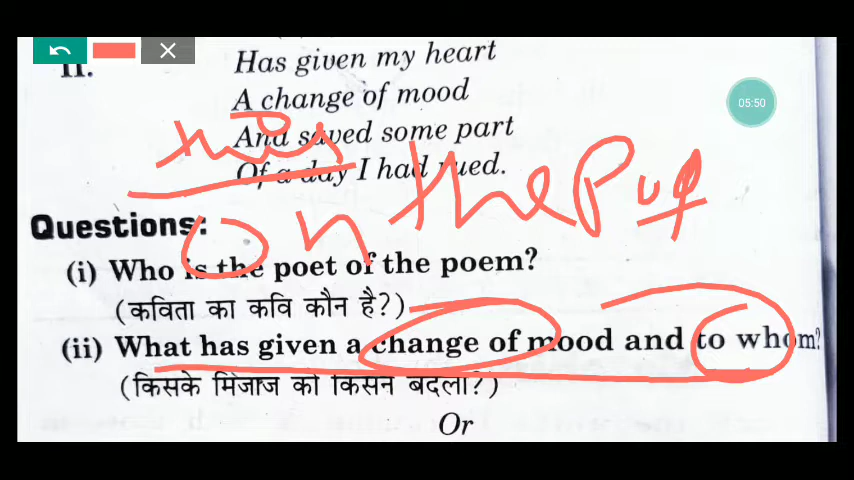 05:50
II.
Has given my heart
A change of mood
And saved some part
Of a day I had rued.
On the
Questions:
(i) Who is the poet of the poem?
(कविता का कवि कौन है?)
(ii) What has given a change of mood and to whom?
(किसके मिजाज को किसने बदला?)
Or